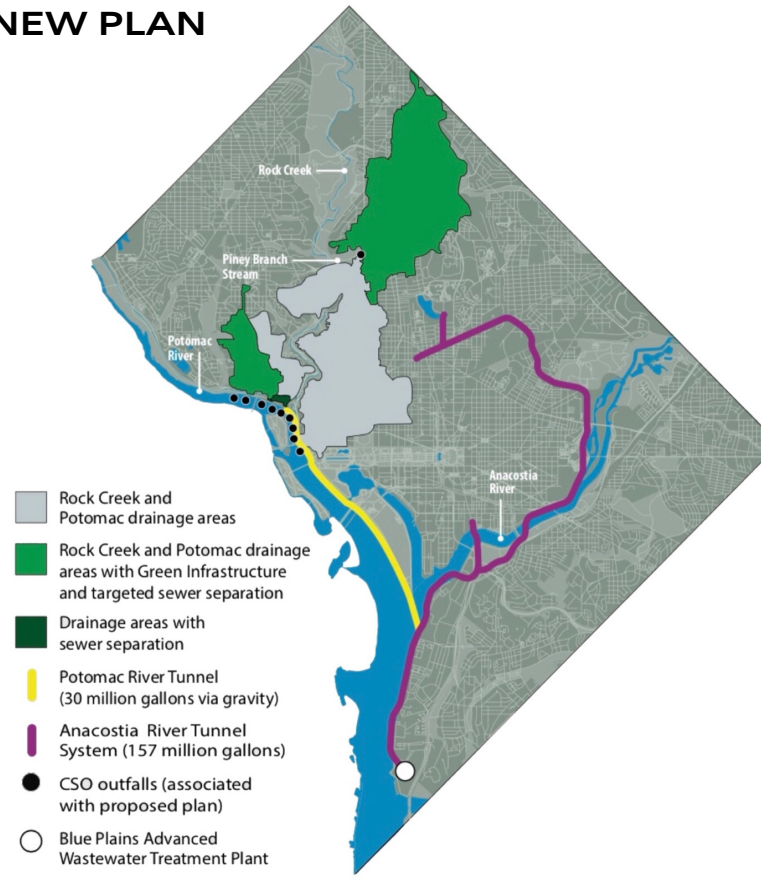 NEW PLAN
Rock Creek
Piney Branch
Stream
Potomac
River
Anacostia
River
Rock Creek and
Potomac drainage areas
Rock Creek and Potomac drainage
areas with Green Infrastructure
and targeted sewer separation
Drainage areas with
sewer separation
Potomac River Tunnel
(30 million gallons via gravity)
Anacostia River Tunnel
System (157 million gallons)
CSO outfalls (associated
with proposed plan)
Blue Plains Advanced
Wastewater Treatment Plant